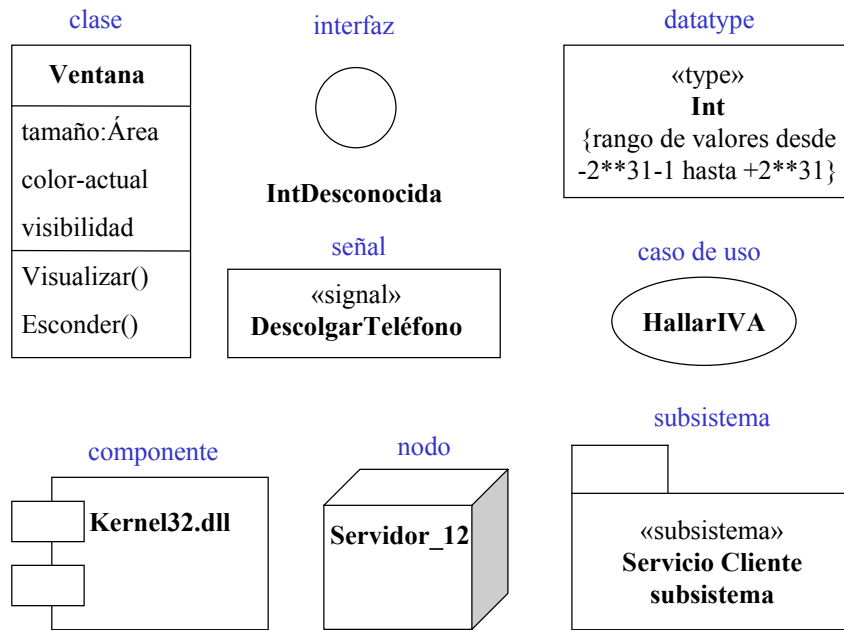 clase
Ventana
tamaño:Área
color-actual
visibilidad
Visualizar()
Esconder()
interfaz
IntDesconocida
datatype
«type»
Int
{rango de valores desde
-2**31-1 hasta +2**31}
señal
«signal»
DescolgarTeléfono
caso de uso
HallarIVA
componente
Kernel32.dll
nodo
Servidor_12
subsistema
«subsistema»
Servicio Cliente
subsistema